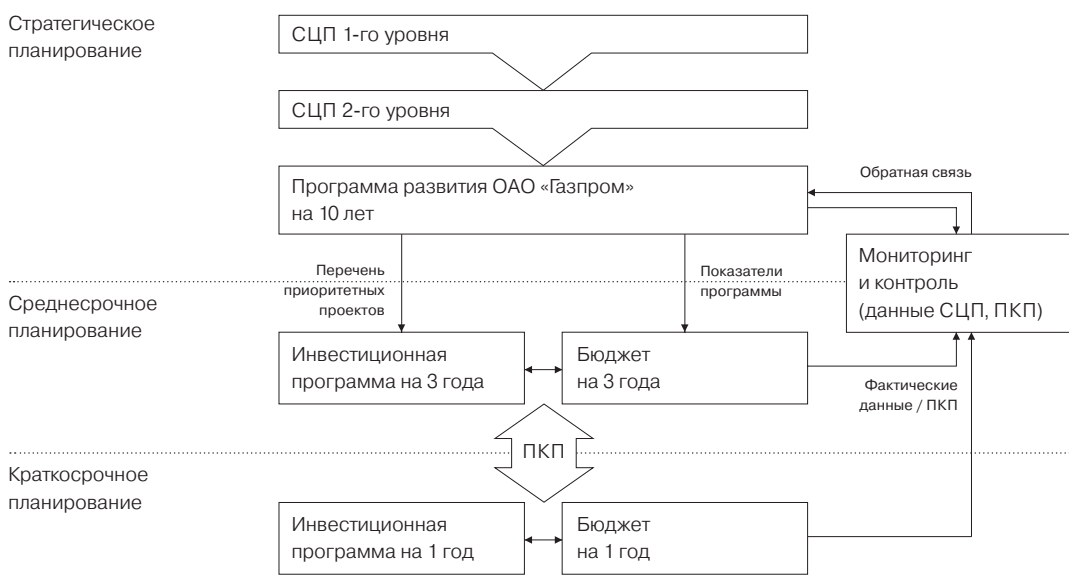 Стратегическое
планирование
СЦП 1-го уровня
СЦП 2-го уровня
Программа развития ОАО «Газпром»
на 10 лет
Обратная связь
Мониторинг
и контроль
(данные СЦП, ПКП)
Перечень
приоритетных
проектов
Показатели
программы
Среднесрочное
планирование
Инвестиционная
программа на 3 года
Бюджет
на 3 года
Фактические
данные / ПКП
ПКП
Краткосрочное
планирование
Инвестиционная
программа на 1 год
Бюджет
на 1 год